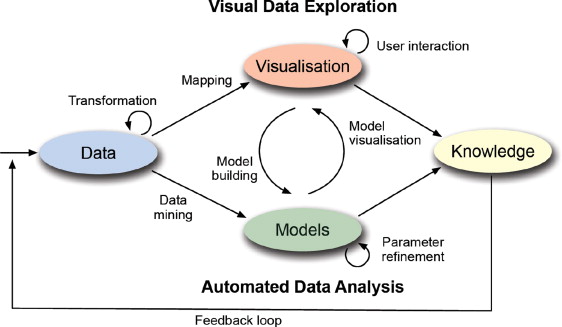 Visual Data Exploration
User interaction
Visualisation
Mapping
Transformation
Data
Model
visualisation
Knowledge
Model
building
Data
mining
Models
Parameter
refinement
Automated Data Analysis
Feedback loop